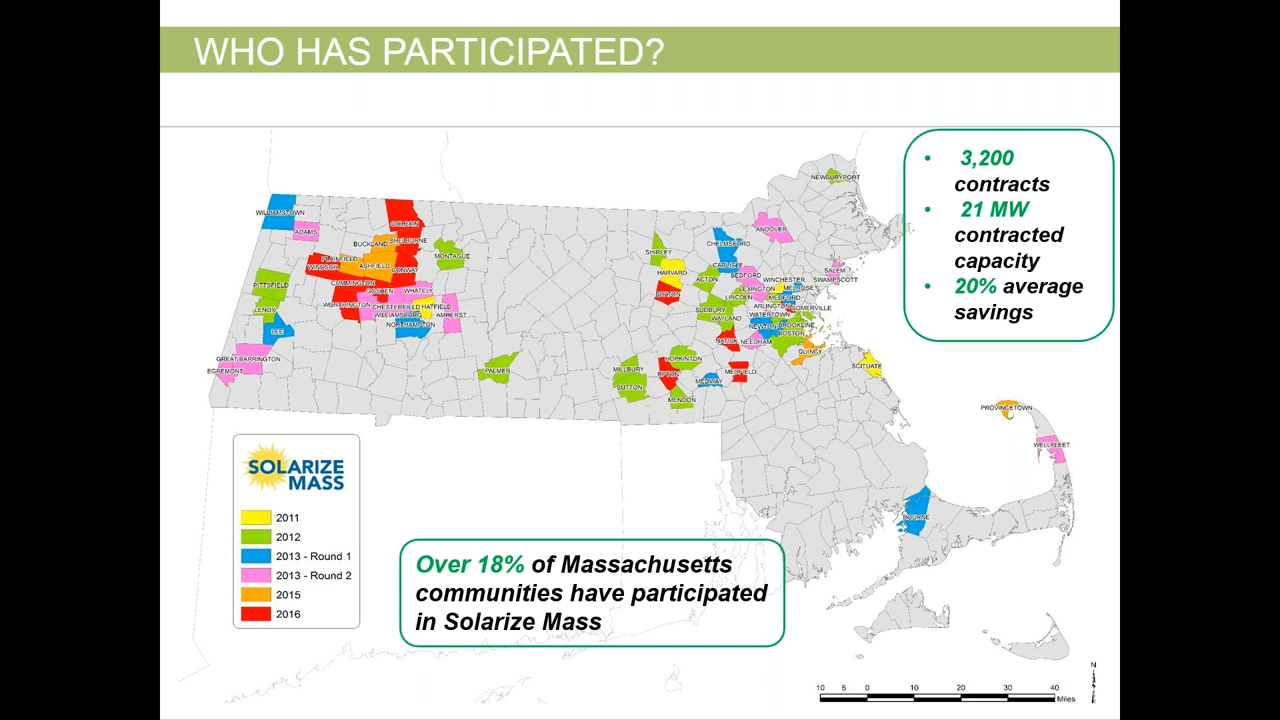 WHO HAS PARTICIPATED?
• 3,200
contracts
• 21 MW
contracted
capacity
• 20% average
savings
NEWBURYPORT
WILLIAMSTOWN
ADAMS
COLRAIN
BUCKLAND
SHELBURNE
ANDOVER
CHELMSFORD
MONTAGUE
SHIRLEY
PLAINFIELD
WINDSOR
ASHFIELD
CONWAY
HARVARD
CARLISLE
BEDFORD
SALEM
SWAMPSCOTT
PITTSFIELD
CUMMINGTON
GOSHEN
WHATELY
BOLTON
ACTON
WINCHESTER
LEXINGTON
MELROSE
LINCOLN
MEDFORD
LENOX
WORTHINGTON
CHESTERFIELD
HATFIELD
WILLIAMSBURG
AMHERST
NORTHAMPTON
SUDBURY
WAYLAND
ARLINGTON
SOMERVILLE
WATERTOWN
NEWTON
BROOKLINE
BOSTON
LEE
NATICK
NEEDHAM
QUINCY
GREAT BARRINGTON
EGREMONT
PALMER
HOPKINTON
MILLBURY
UPTON
MEDFIELD
SCITUATE
SUTTON
MEDWAY
MENDON
PROVINCETOWN
WELLFLEET
BOURNE
SOLARIZE
MASS
2011
2012
2013 - Round 1
2013 - Round 2
2015
2016
Over 18% of Massachusetts
communities have participated
in Solarize Mass
N
10 5 0 10 20 30 40
Miles